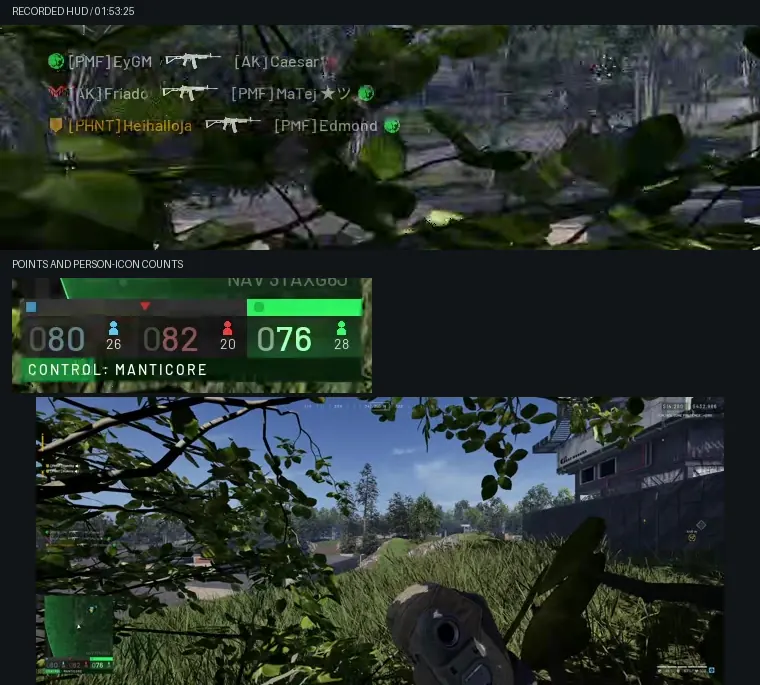 RECORDED HUD / 01:53:25
[PMF]EyGM [AK]Caesar
[AK]Friado [PMF]MaTej★ツ
[PHNT]Heihalloja [PMF]Edmond
POINTS AND PERSON-ICON COUNTS
080 26 082 20 076 28
CONTROL: MANTICORE